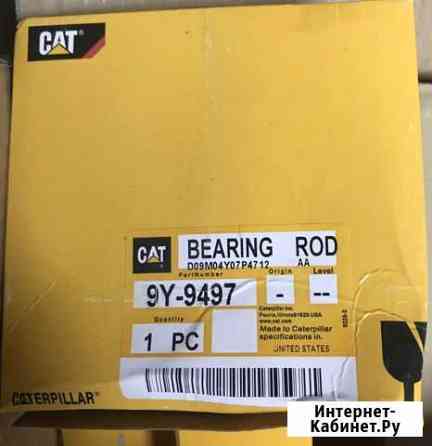 CAT
CAT
BEARING ROD
D09M04Y07P4712 AA
PartNumber Origin Level
9Y-9497 - --
Quantity
1 PC
Caterpillar Inc.
Peoria, Illinois 61629 USA
www.cat.com
Made to Caterpillar
specifications in.
UNITED STATES
CATERPILLAR
Интернет-
Кабинет.Ру